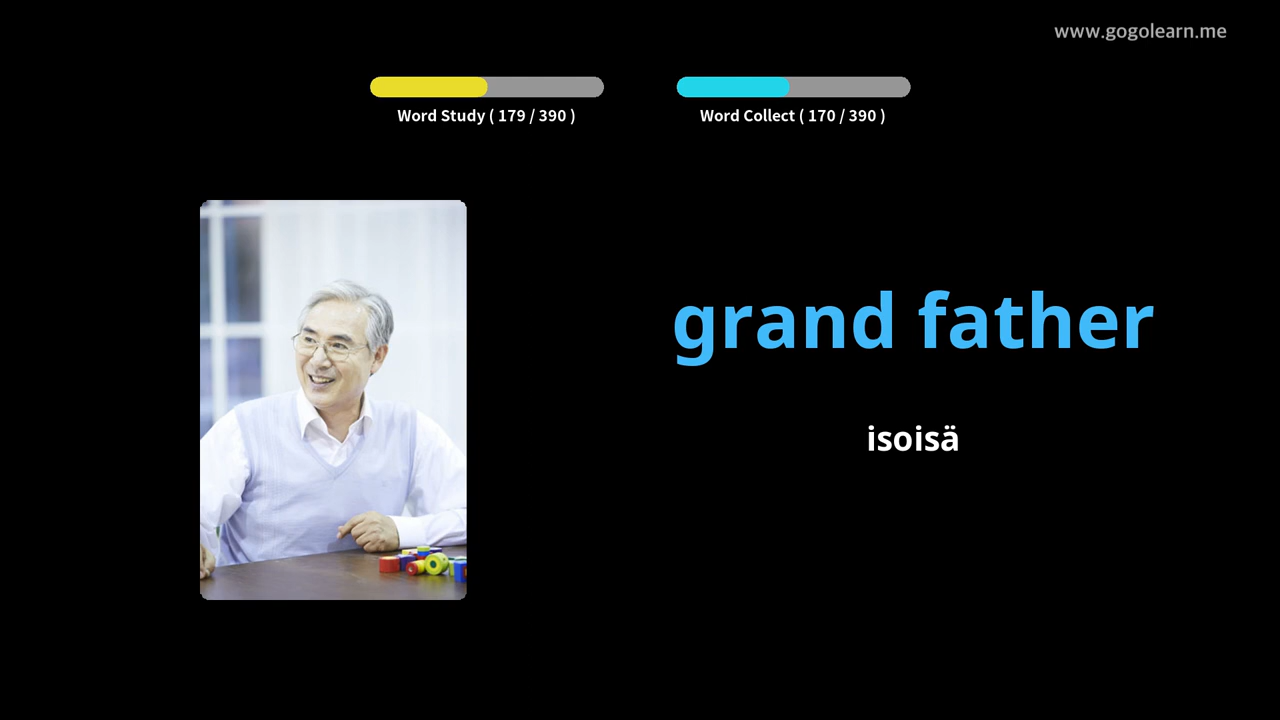 www.gogolearn.me
Word Study ( 179 / 390 )
Word Collect ( 170 / 390 )
grand father
isoisä